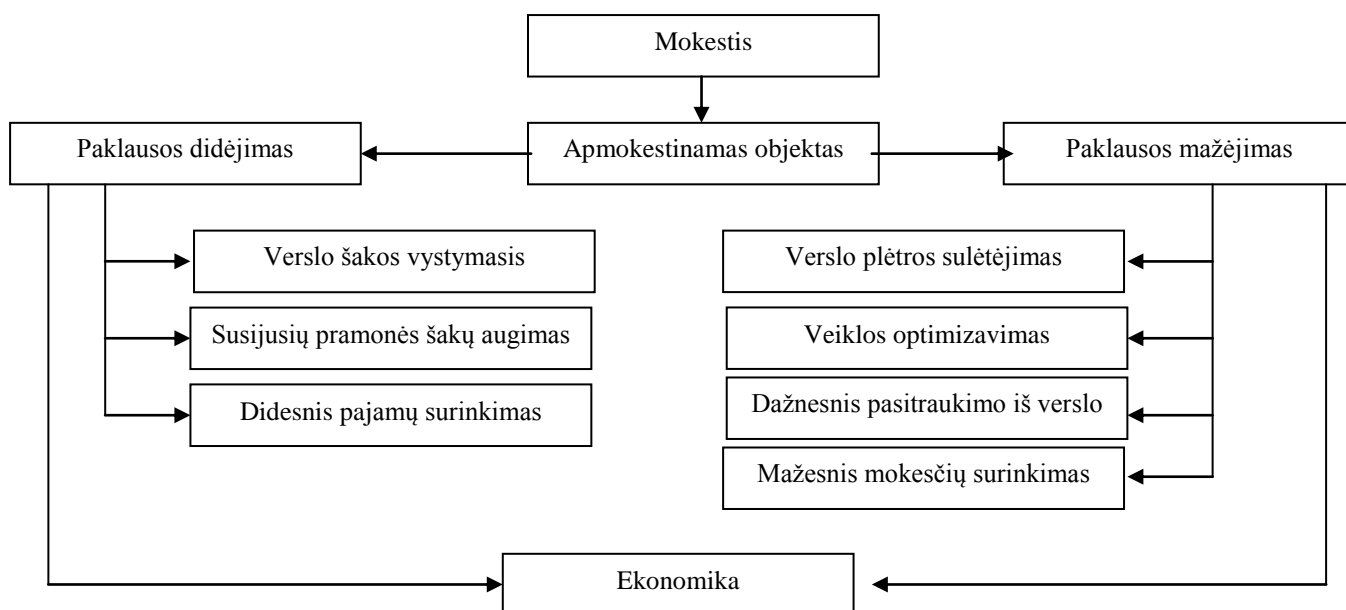 Mokestis
Paklausos didėjimas
Apmokestinamas objektas
Paklausos mažėjimas
Verslo šakos vystymasis
Verslo plėtros sulėtėjimas
Susijusių pramonės šakų augimas
Veiklos optimizavimas
Didesnis pajamų surinkimas
Dažnesnis pasitraukimo iš verslo
Mažesnis mokesčių surinkimas
Ekonomika